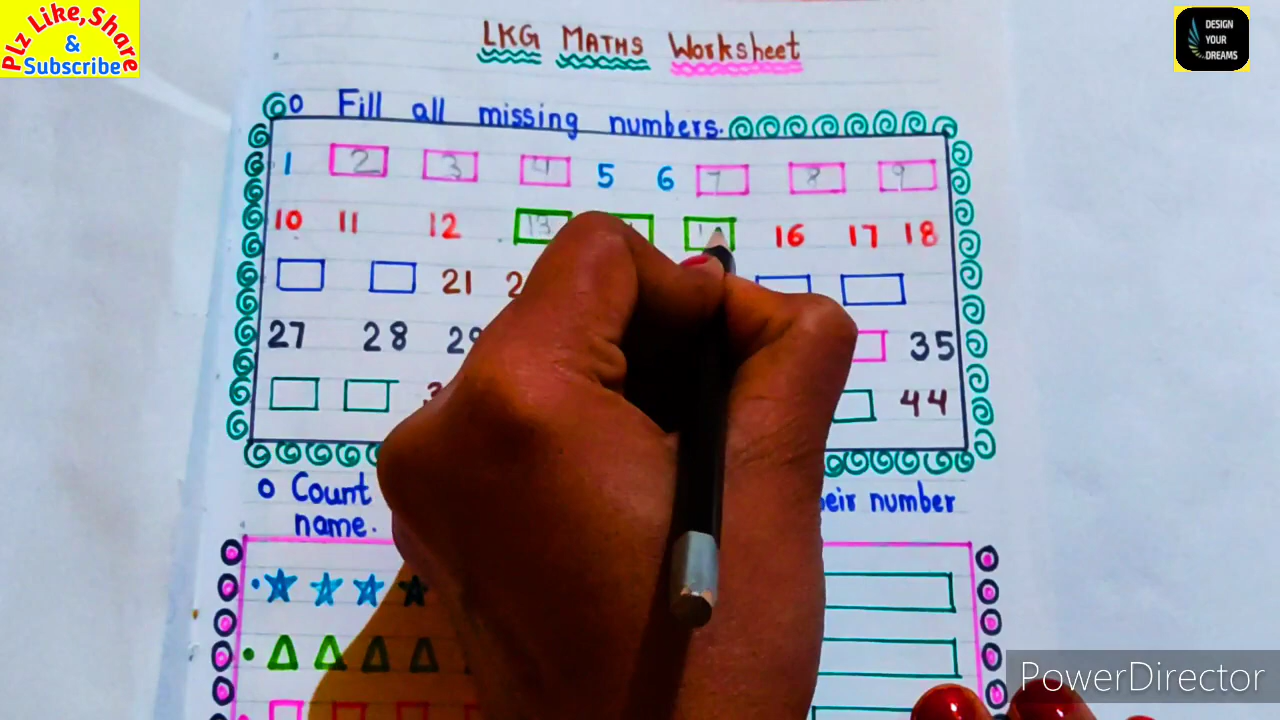 Plz Like, Share
&
Subscribe
DESIGN
YOUR
DREAMS
LKG MATHS Worksheet
o Fill all missing numbers.
1 2 3 4 5 6 7 8 9
10 11 12 13 16 17 18
21
27 28 29 35
44
o Count their number
name.
PowerDirector